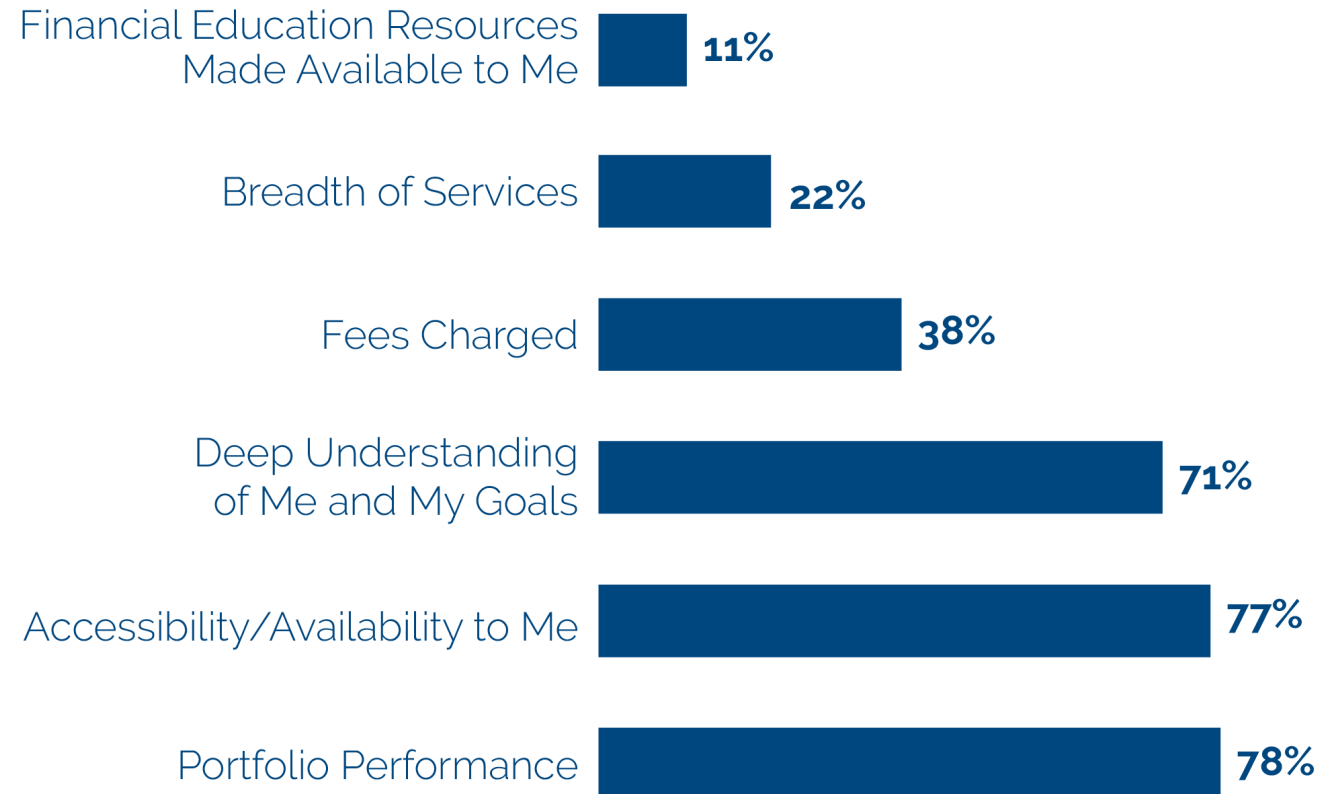 Financial Education Resources
Made Available to Me
11%
Breadth of Services
22%
Fees Charged
38%
Deep Understanding
of Me and My Goals
71%
Accessibility/Availability to Me
77%
Portfolio Performance
78%